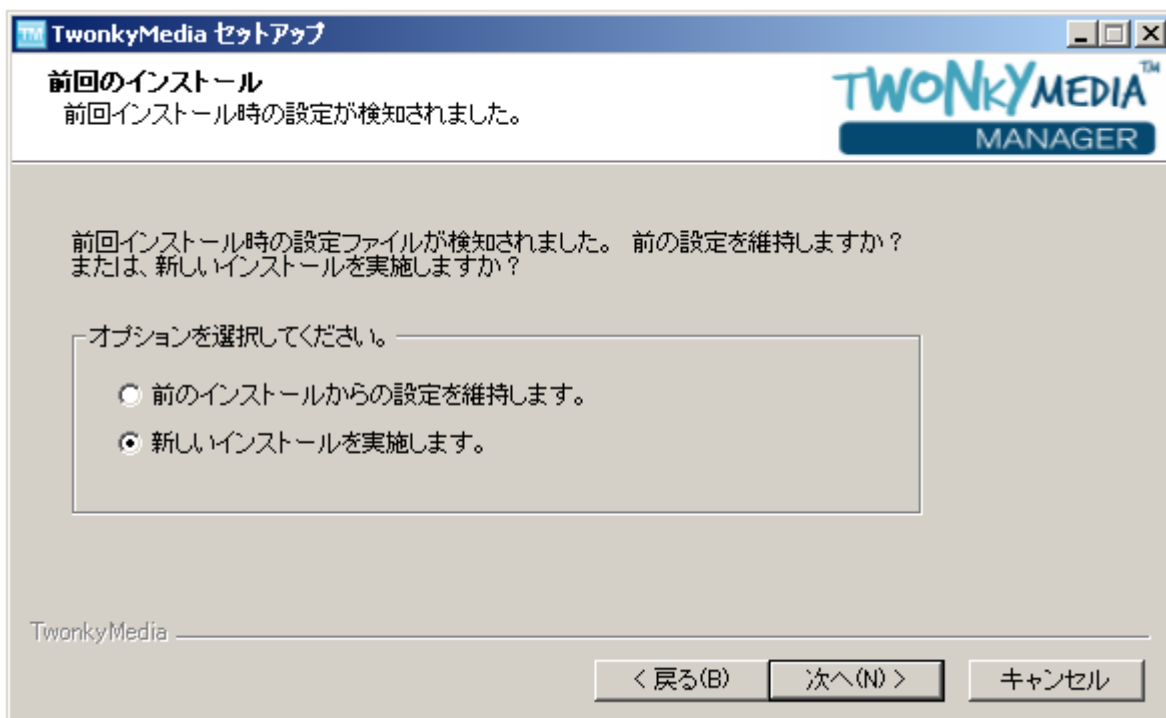 TM TwonkyMedia セットアップ
前回のインストール
前回インストール時の設定が検知されました。
TWONKYMEDIA™
MANAGER
前回インストール時の設定ファイルが検知されました。 前の設定を維持しますか？
または、新しいインストールを実施しますか？
オプションを選択してください。
前のインストールからの設定を維持します。
新しいインストールを実施します。
TwonkyMedia
< 戻る(B)
次へ(N) >
キャンセル